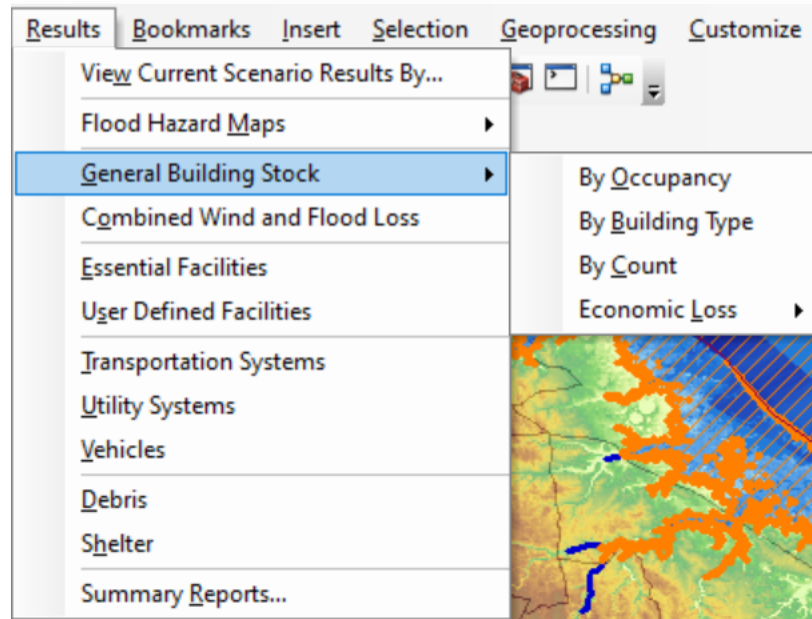 Results Bookmarks Insert Selection Geoprocessing Customize
View Current Scenario Results By...
Flood Hazard Maps
General Building Stock
Combined Wind and Flood Loss
Essential Facilities
User Defined Facilities
Transportation Systems
Utility Systems
Vehicles
Debris
Shelter
Summary Reports...
By Occupancy
By Building Type
By Count
Economic Loss